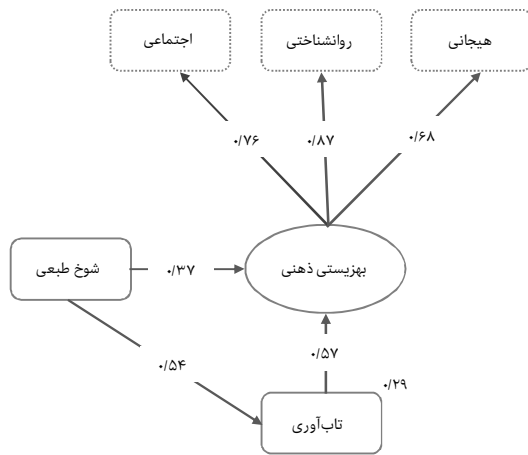 هیجانی
روانشناختی
اجتماعی
۰/۶۸
۰/۸۷
۰/۷۶
بهزیستی ذهنی
۰/۳۷
شوخ طبعی
۰/۵۷
۰/۵۴
۰/۲۹
تاب‌آوری